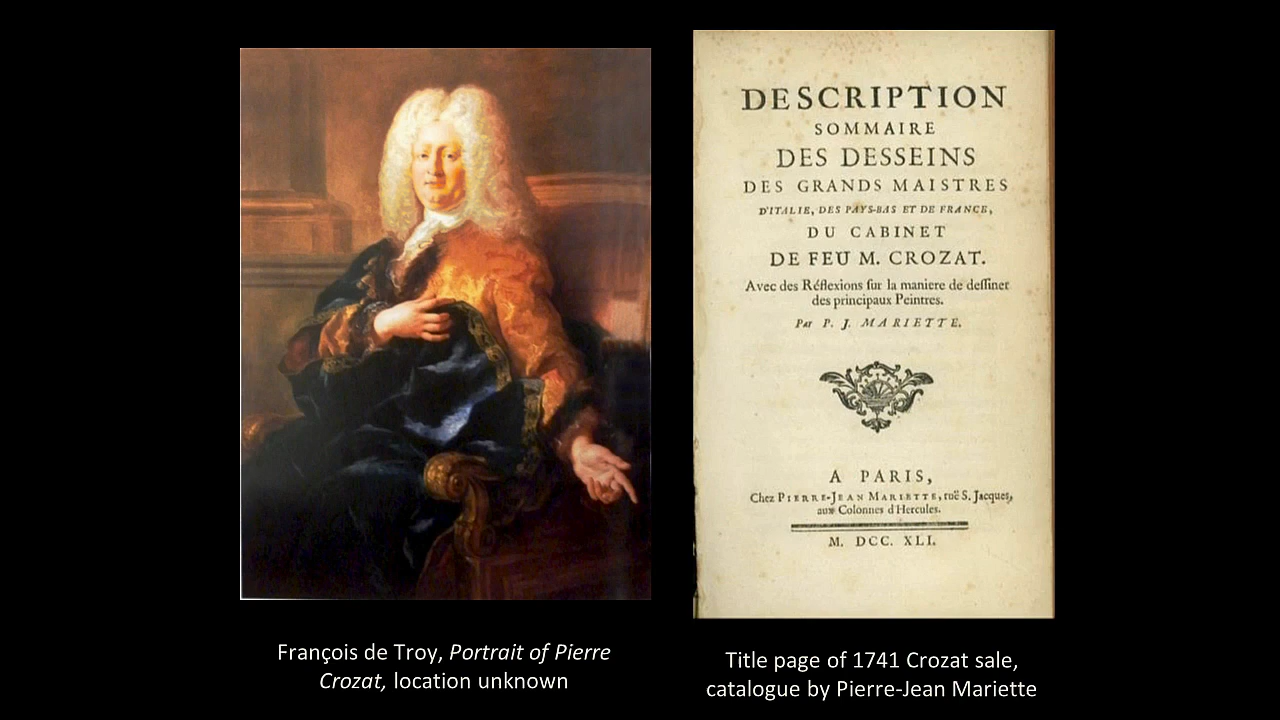 François de Troy, Portrait of Pierre
Crozat, location unknown
DESCRIPTION
SOMMAIRE
DES DESSEINS
DES GRANDS MAISTRES
D'ITALIE, DES PAYS-BAS ET DE FRANCE,
DU CABINET
DE FEU M. CROZAT.
Avec des Réflexions sur la maniere de dessiner
des principaux Peintres.
Par P. J. MARIETTE.
A PARIS,
Chez PIERRE-JEAN MARIETTE, ruë S. Jacques,
aux Colonnes d'Hercules.
M. DCC. XLI.
Title page of 1741 Crozat sale,
catalogue by Pierre-Jean Mariette